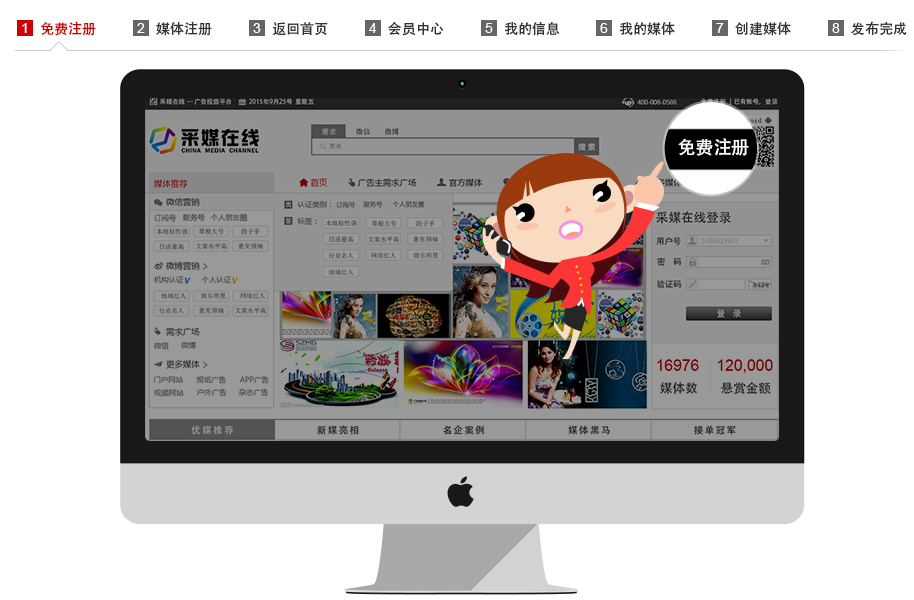 1 免费注册 2 媒体注册 3 返回首页 4 会员中心 5 我的信息 6 我的媒体 7 创建媒体 8 发布完成
采媒在线 — 广告投放平台 2015年9月25号 星期五 400-006-0586 免费注册 | 已有账号，登录
采媒在线
CHINA MEDIA CHANNEL
需求 微信 微博
需求 搜索
免费注册
媒体推荐 首页 广告主需求广场 官方媒体
微信营销
订阅号 服务号 个人朋友圈
本地贴性强 草根大号 段子手
日活量高 文案水平高 意见领袖
微博营销 >
机构认证 个人认证
地域红人 娱乐明星 网络红人
行业名人 意见领袖 文案水平高
需求广场
微信 微博
更多媒体 >
门户网站 报纸广告 APP广告
视频网站 户外广告 杂志广告
认证类别： 订阅号 服务号 个人朋友圈
标签： 本地贴性强 草根大号 段子手
日活量高 文案水平高 意见领袖
行业名人 网络红人 娱乐明星
地域红人
SZMG
Release
采媒在线登录
用户号 1466619907
密 码
验证码
登 录
16976 120,000
媒体数 悬赏金额
优媒推荐 新媒亮相 名企案例 媒体黑马 接单冠军